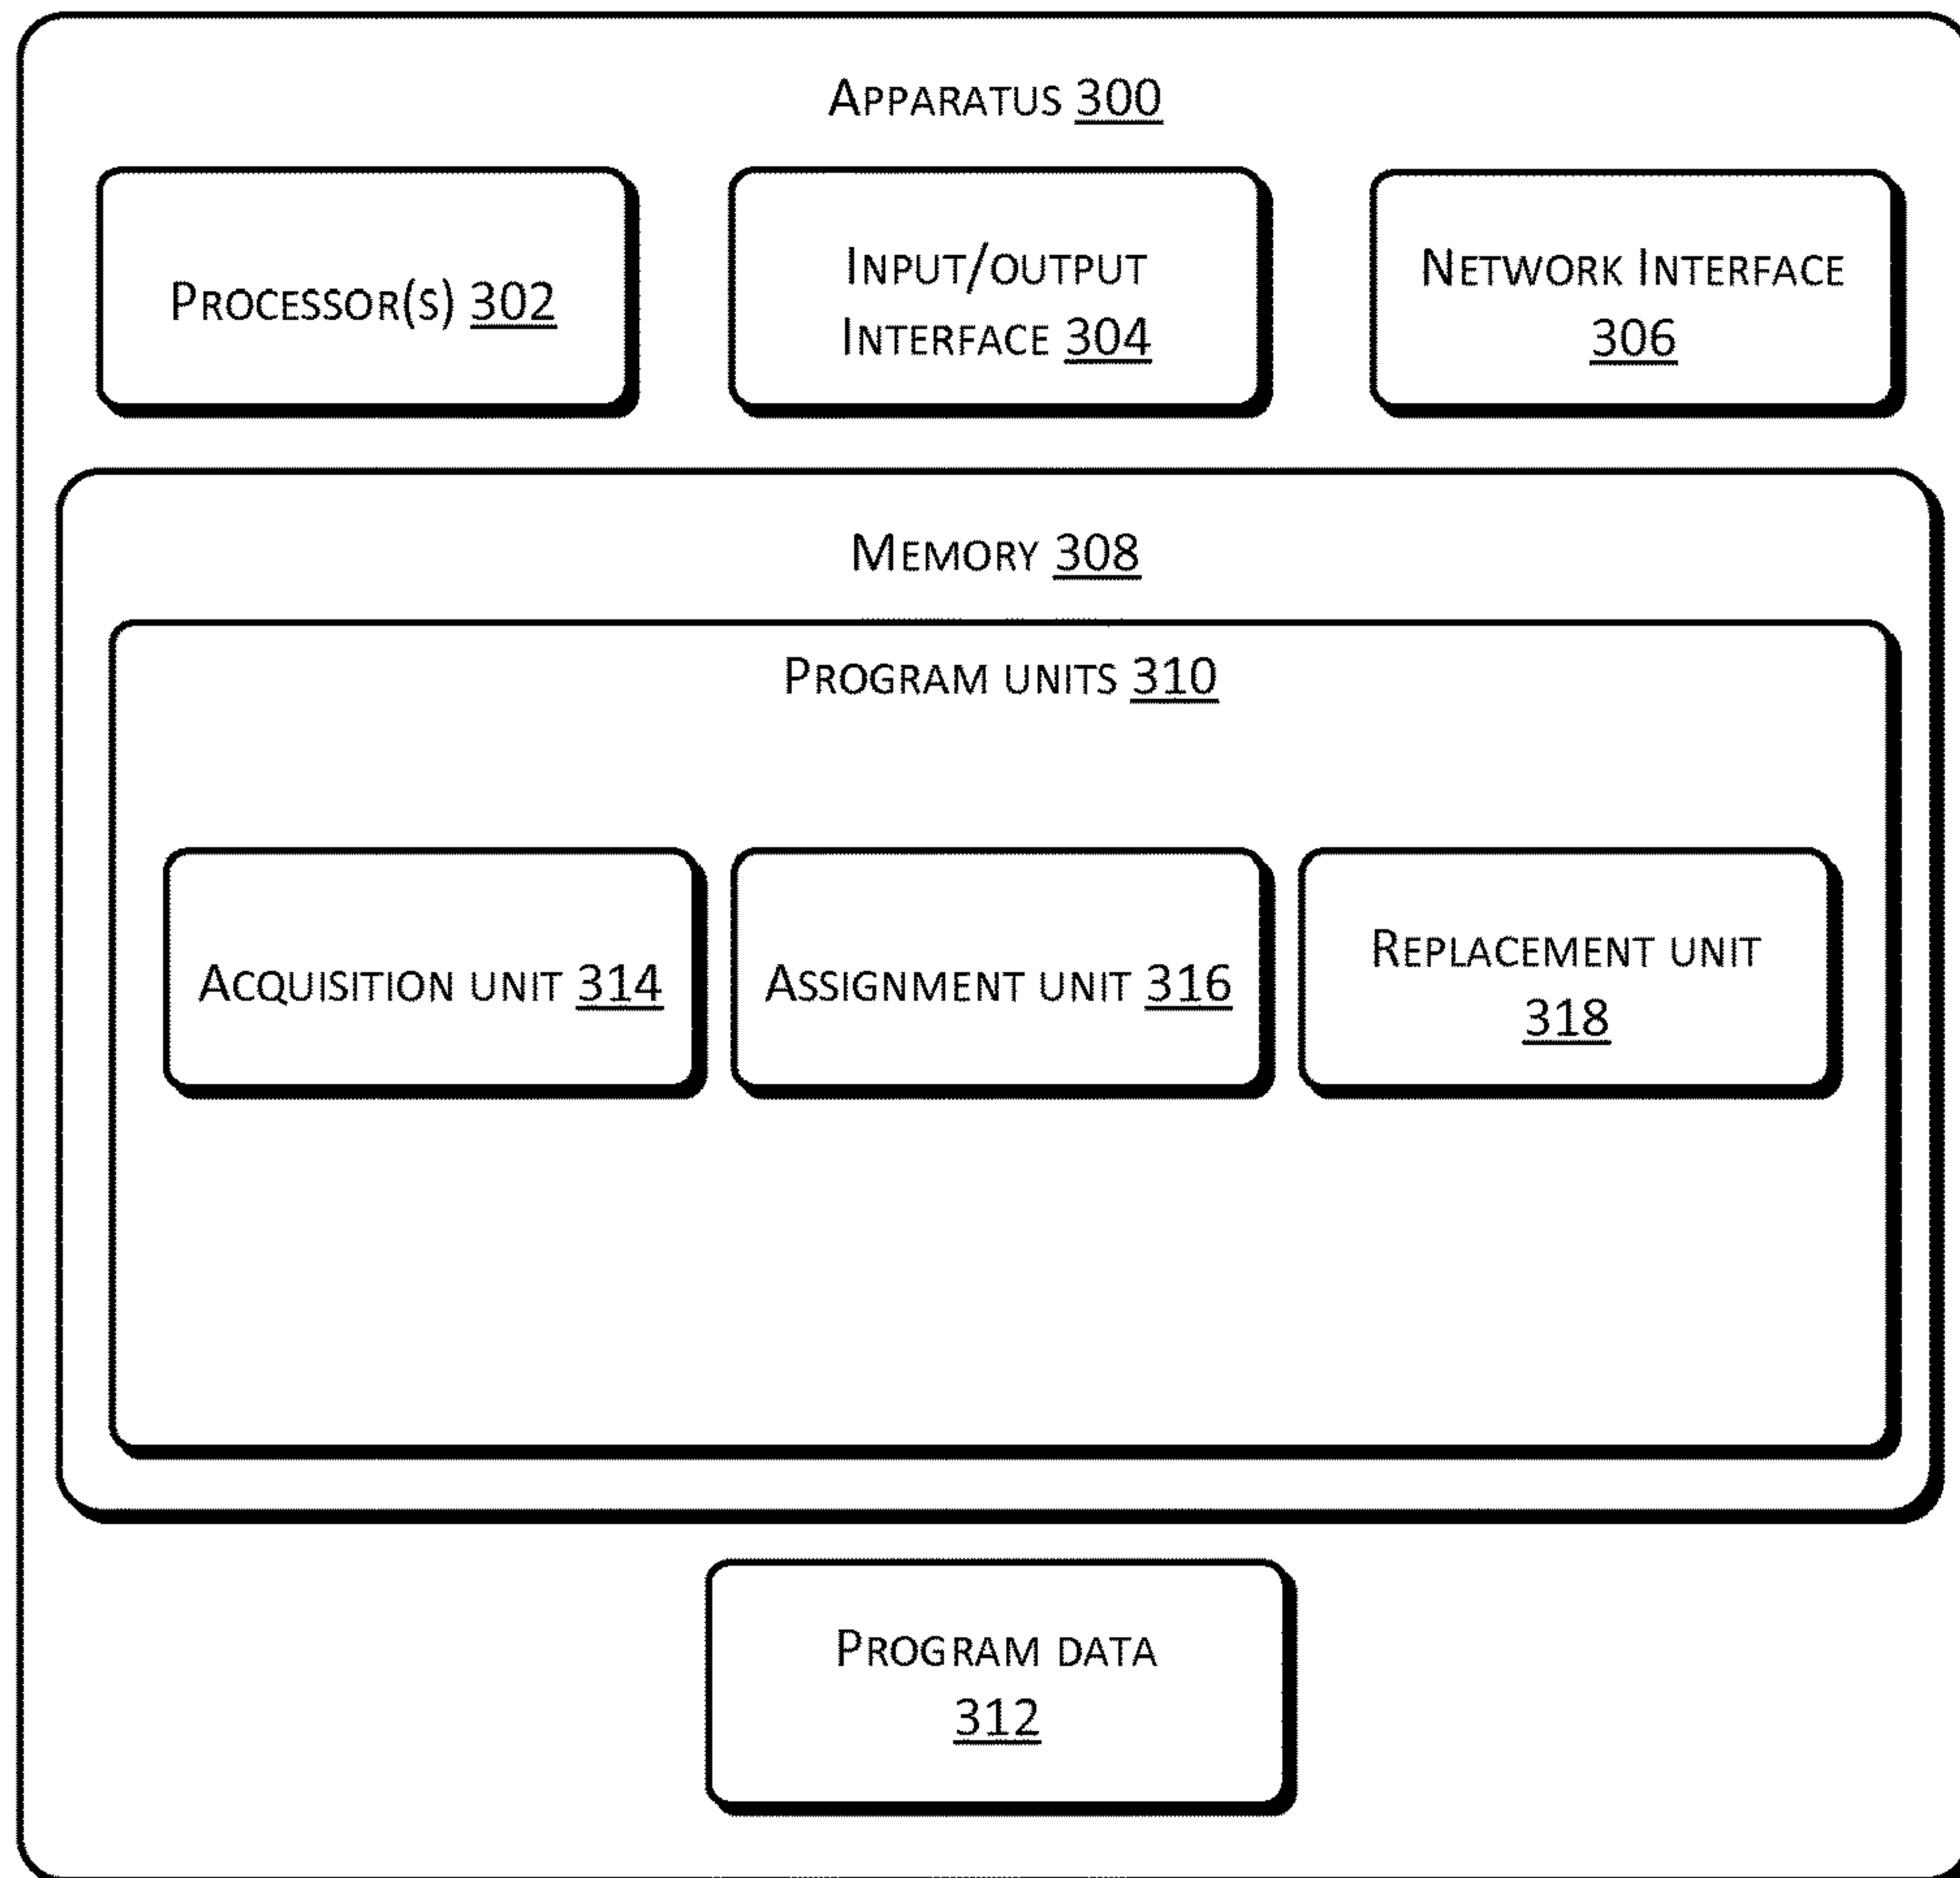 APPARATUS 300
PROCESSOR(S) 302
INPUT/OUTPUT
INTERFACE 304
NETWORK INTERFACE
306
MEMORY 308
PROGRAM UNITS 310
ACQUISITION UNIT 314
ASSIGNMENT UNIT 316
REPLACEMENT UNIT
318
PROGRAM DATA
312